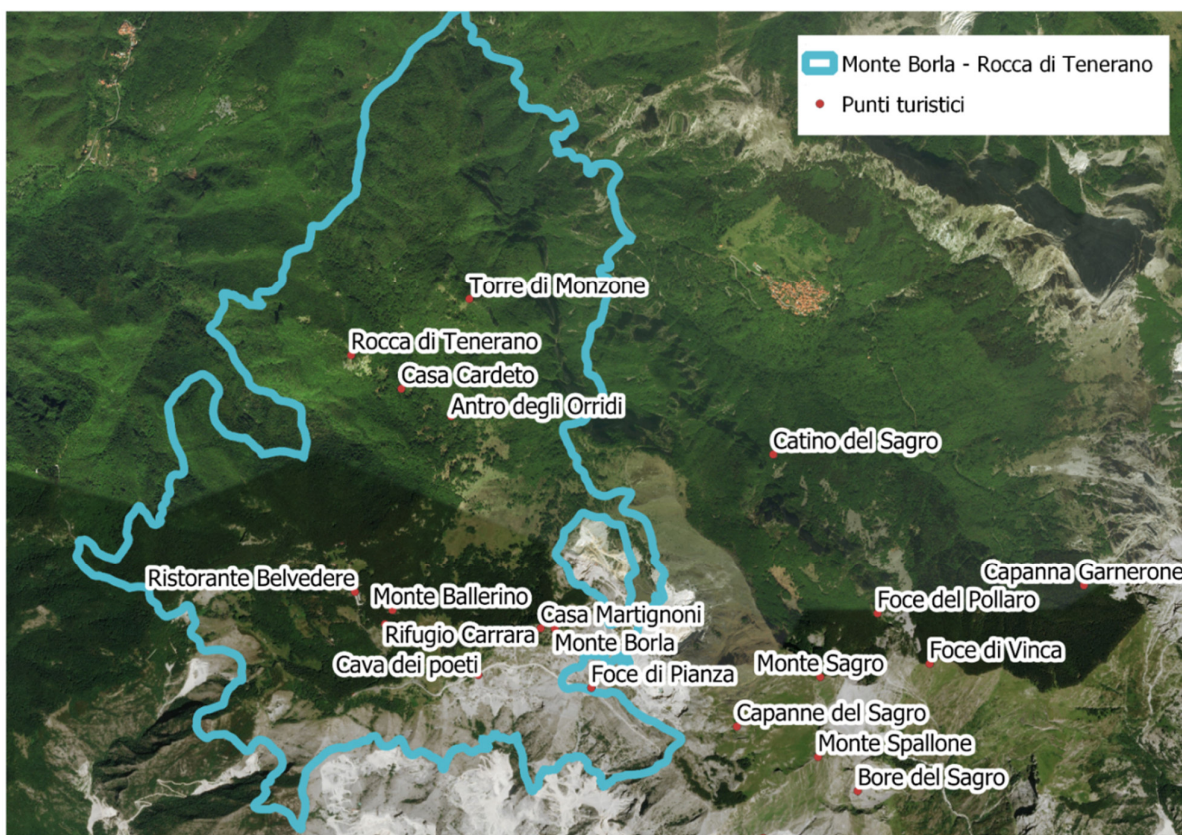 Monte Borla - Rocca di Tenerano
Punti turistici
Torre di Monzone
Rocca di Tenerano
Casa Cardeto
Antro degli Orridi
Catino del Sagro
Ristorante Belvedere
Capanna Garnerone
Monte Ballerino
Foce del Pollaro
Casa Martignoni
Rifugio Carrara
Monte Borla
Foce di Vinca
Cava dei poeti
Monte Sagro
Foce di Pianza
Capanne del Sagro
Monte Spallone
Bore del Sagro